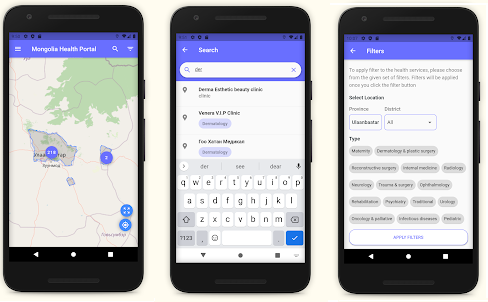 Mongolia Health Portal
218
2
Search
der
Derma Esthetic beauty clinic
clinic
Venera V.I.P Clinic
Dermatology
Гоо Хатан Медикал
Dermatology
der
see
dear
q w e r t y u i o p
a s d f g h j k l
z x c v b n m
?123 , .
Filters
To apply filter to the health services, please choose
from the given set of filters. Filters will be applied
once you click the filter button
Select Location
Province District
Ulaanbaatar All
Type
Maternity Dermatology & plastic surgery
Reconstructive surgery Internal medicine Radiology
Neurology Trauma & surgery Ophthalmology
Rehabilitation Psychiatry Traditional Urology
Oncology & palliative Infectious diseases Pediatric
APPLY FILTERS